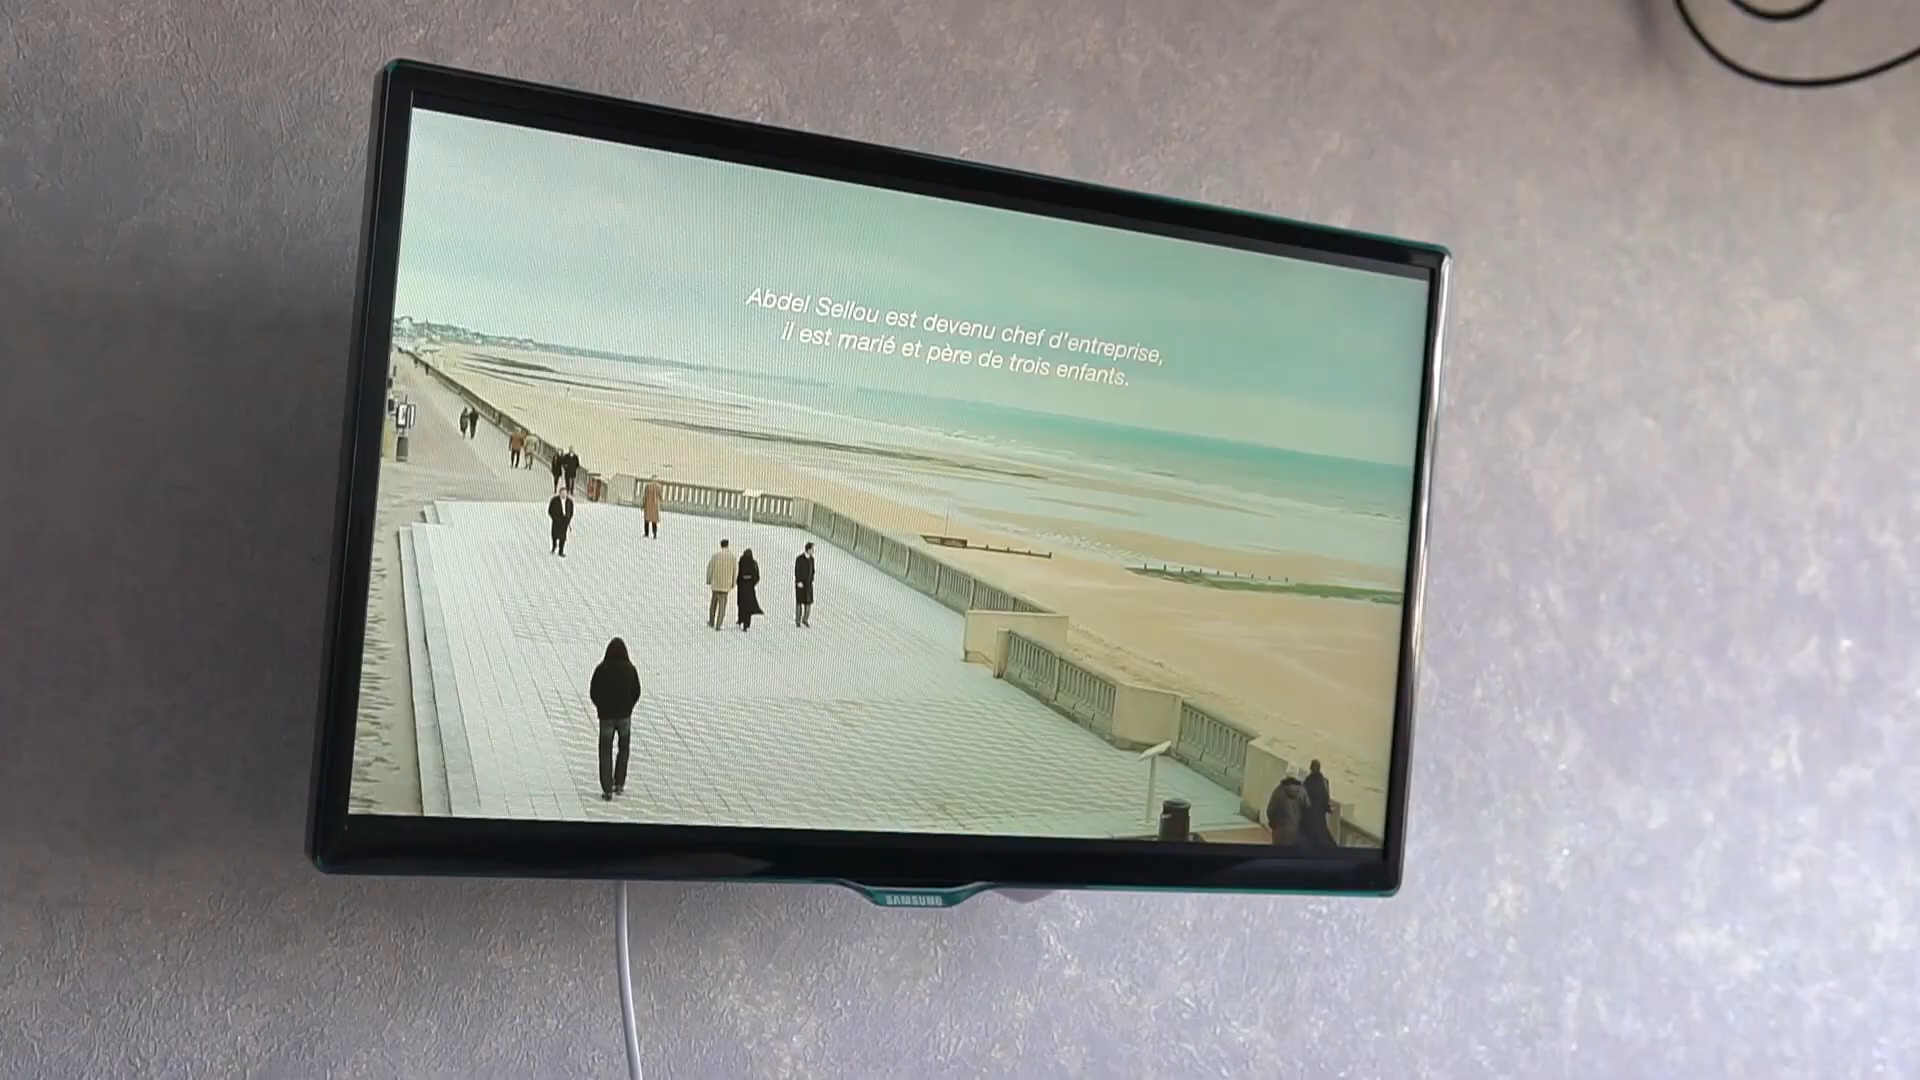 Abdel Sellou est devenu chef d'entreprise,
il est marié et père de trois enfants.
SAMSUNG